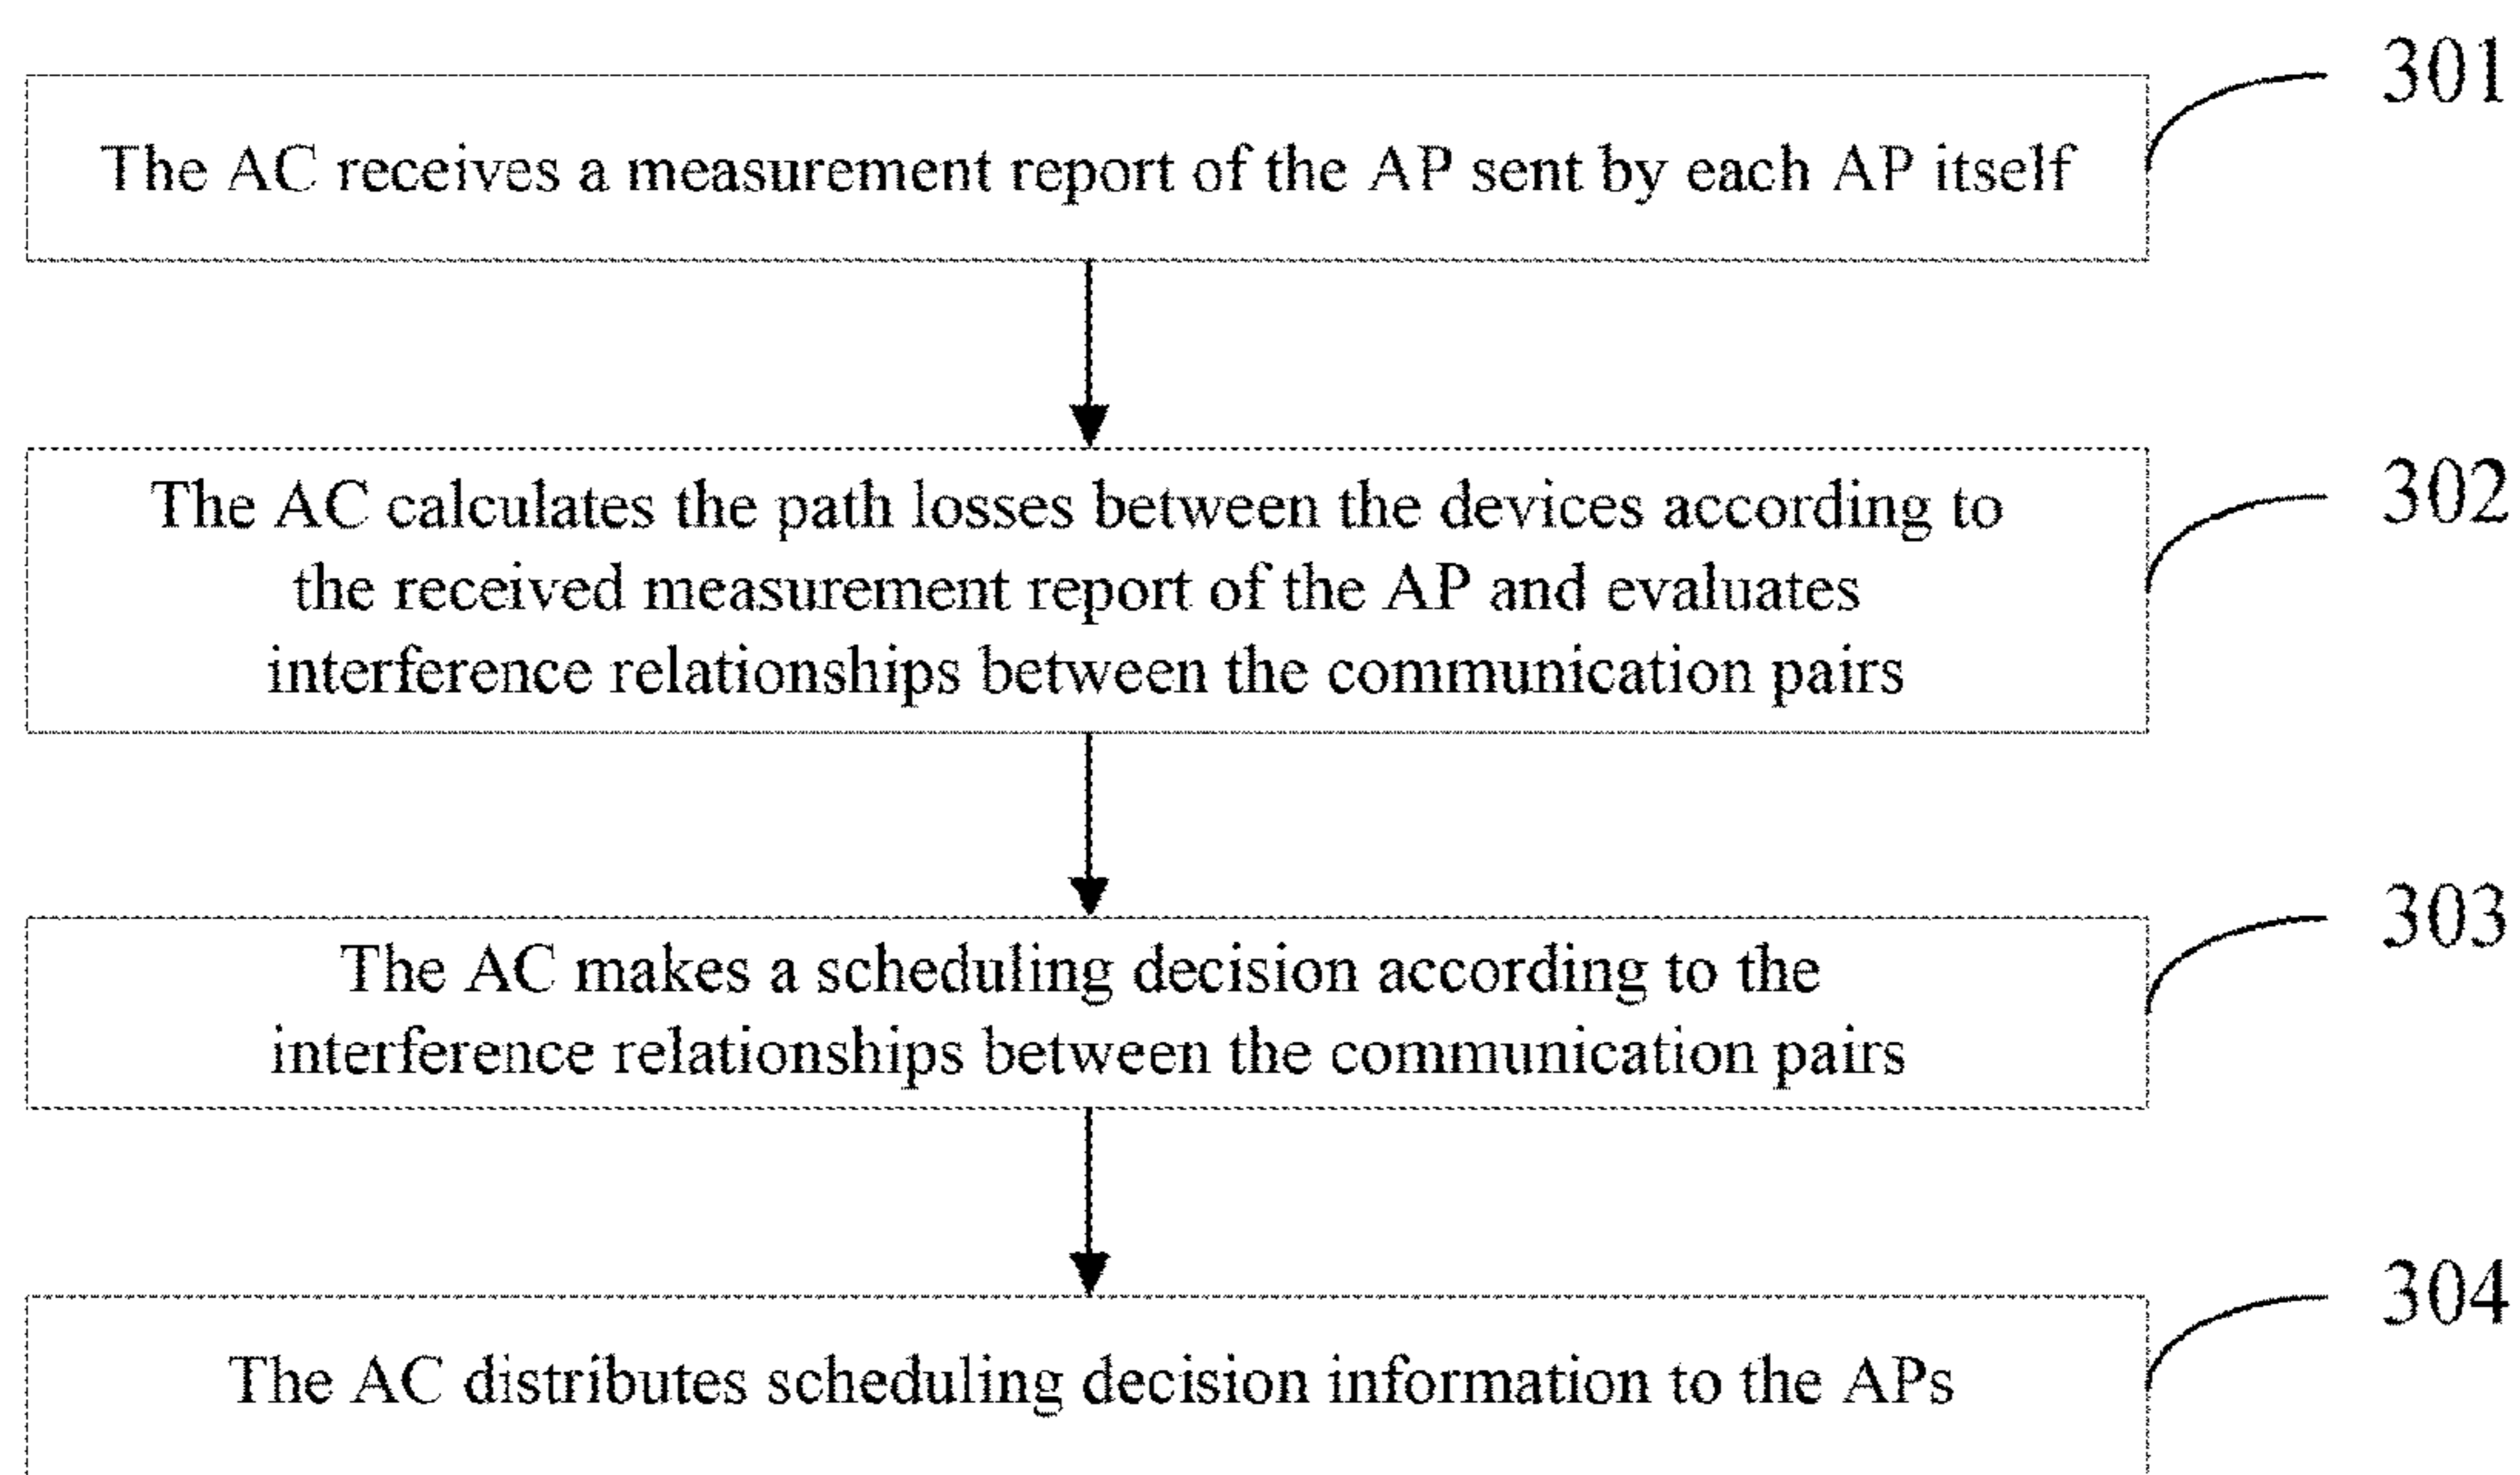 301
The AC receives a measurement report of the AP sent by each AP itself
302
The AC calculates the path losses between the devices according to
the received measurement report of the AP and evaluates
interference relationships between the communication pairs
303
The AC makes a scheduling decision according to the
interference relationships between the communication pairs
304
The AC distributes scheduling decision information to the APs